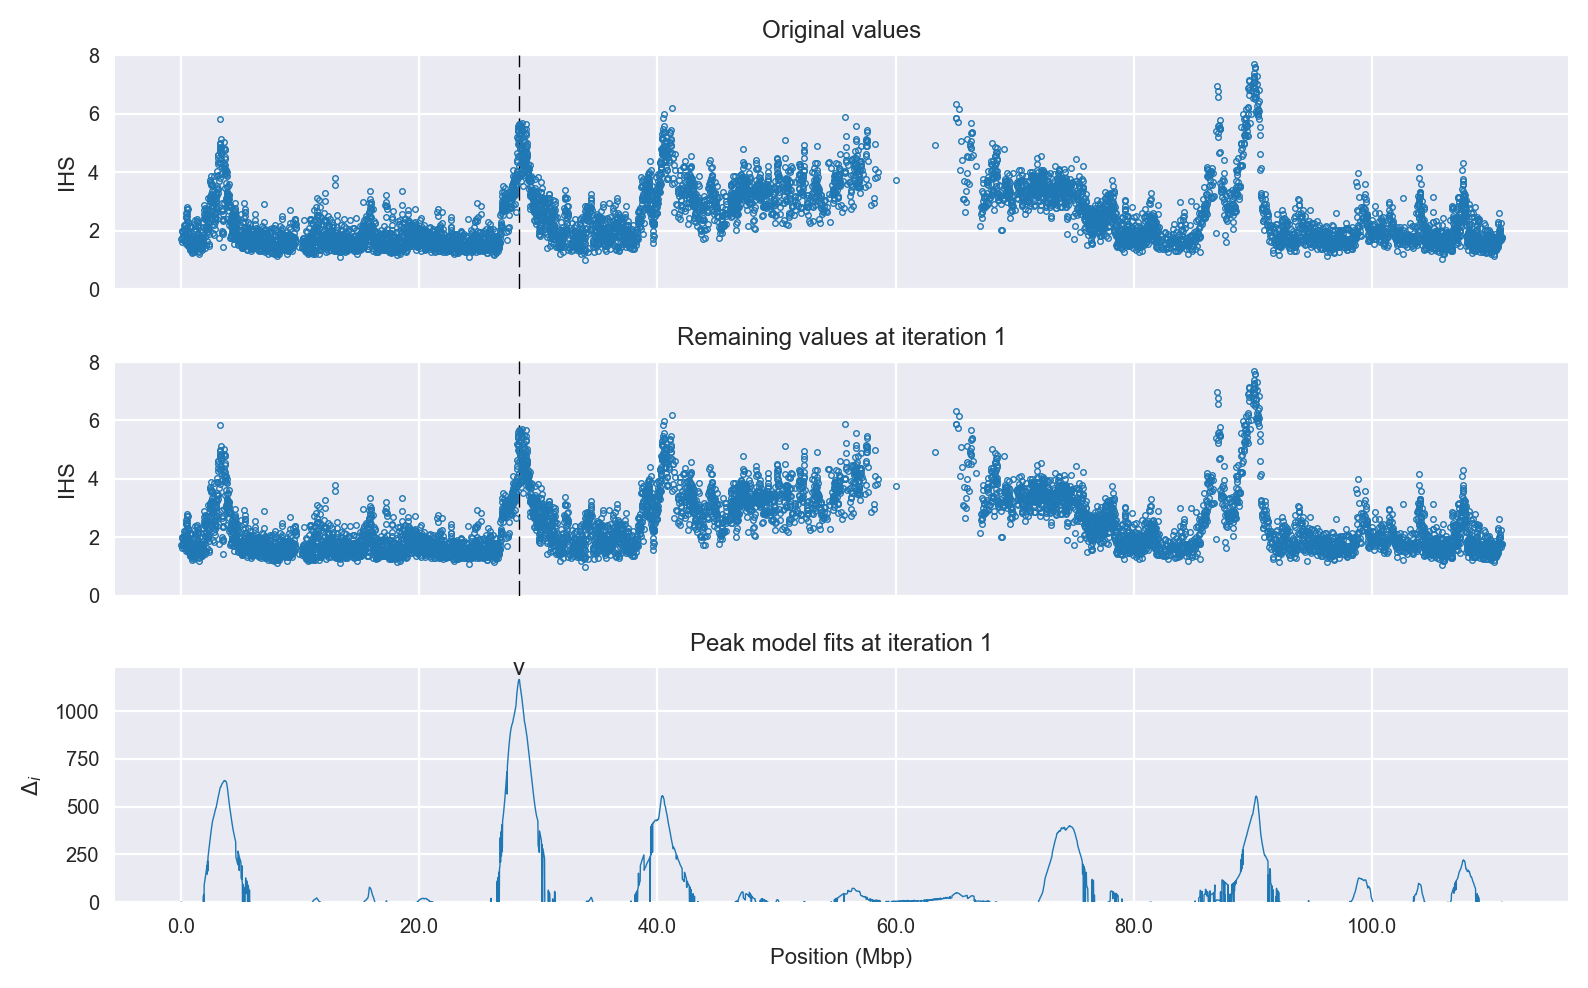 Original values
8
6
4
2
0
IHS
Remaining values at iteration 1
8
6
4
2
0
IHS
Peak model fits at iteration 1
v
1000
750
500
250
0
Δi
0.0 20.0 40.0 60.0 80.0 100.0
Position (Mbp)